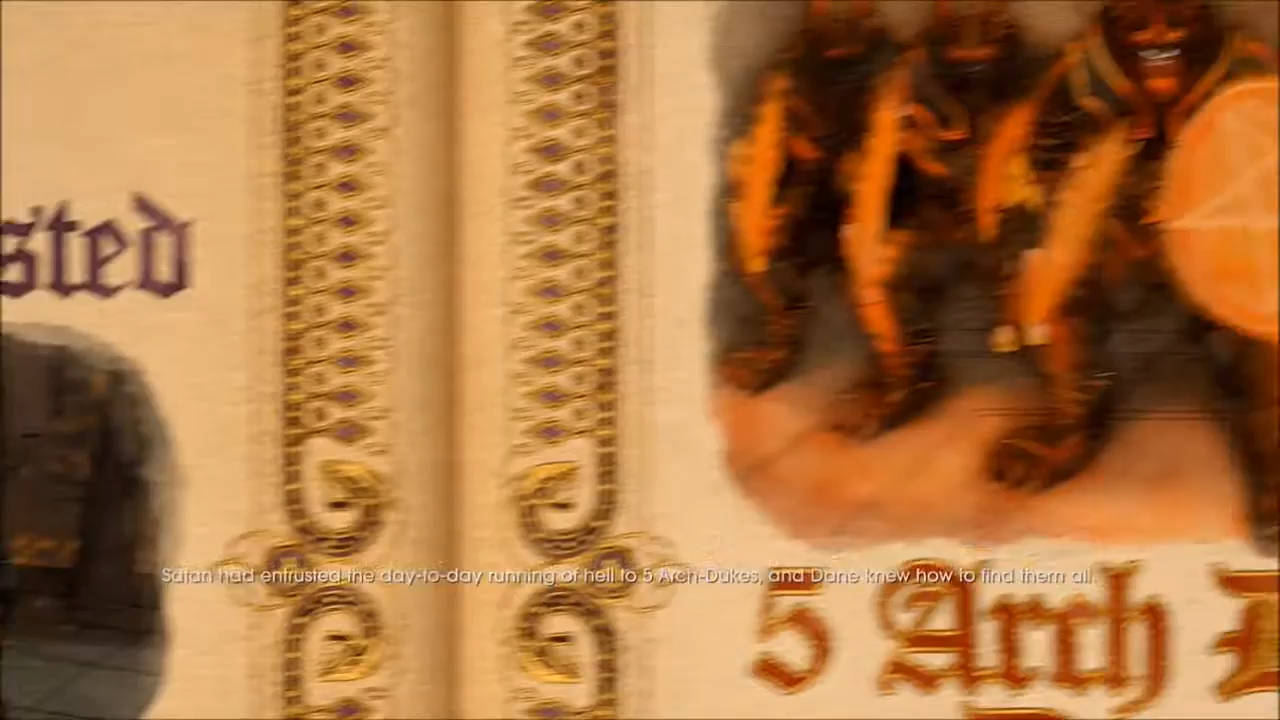 sted
Satan had entrusted the day-to-day running of hell to 5 Arch-Dukes, and Dane knew how to find them all.
5 Arch